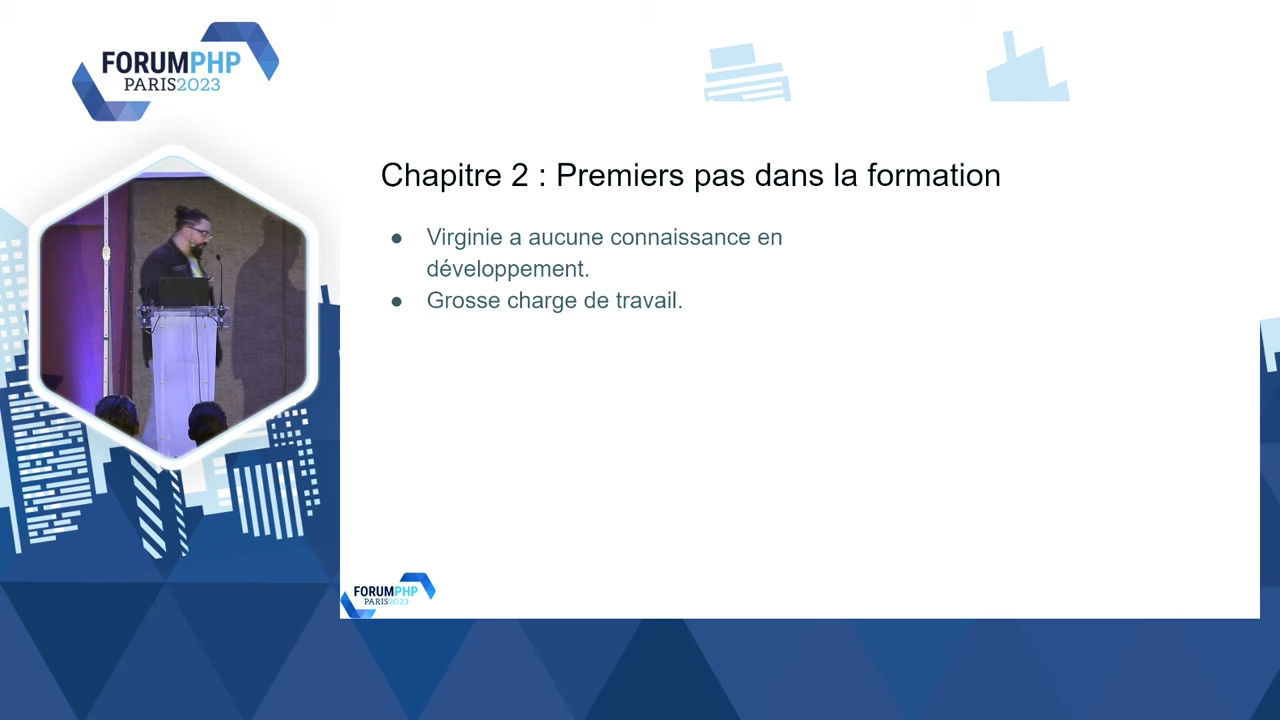 FORUMPHP
PARIS2023
Chapitre 2 : Premiers pas dans la formation
● Virginie a aucune connaissance en
développement.
● Grosse charge de travail.
FORUMPHP
PARIS2023